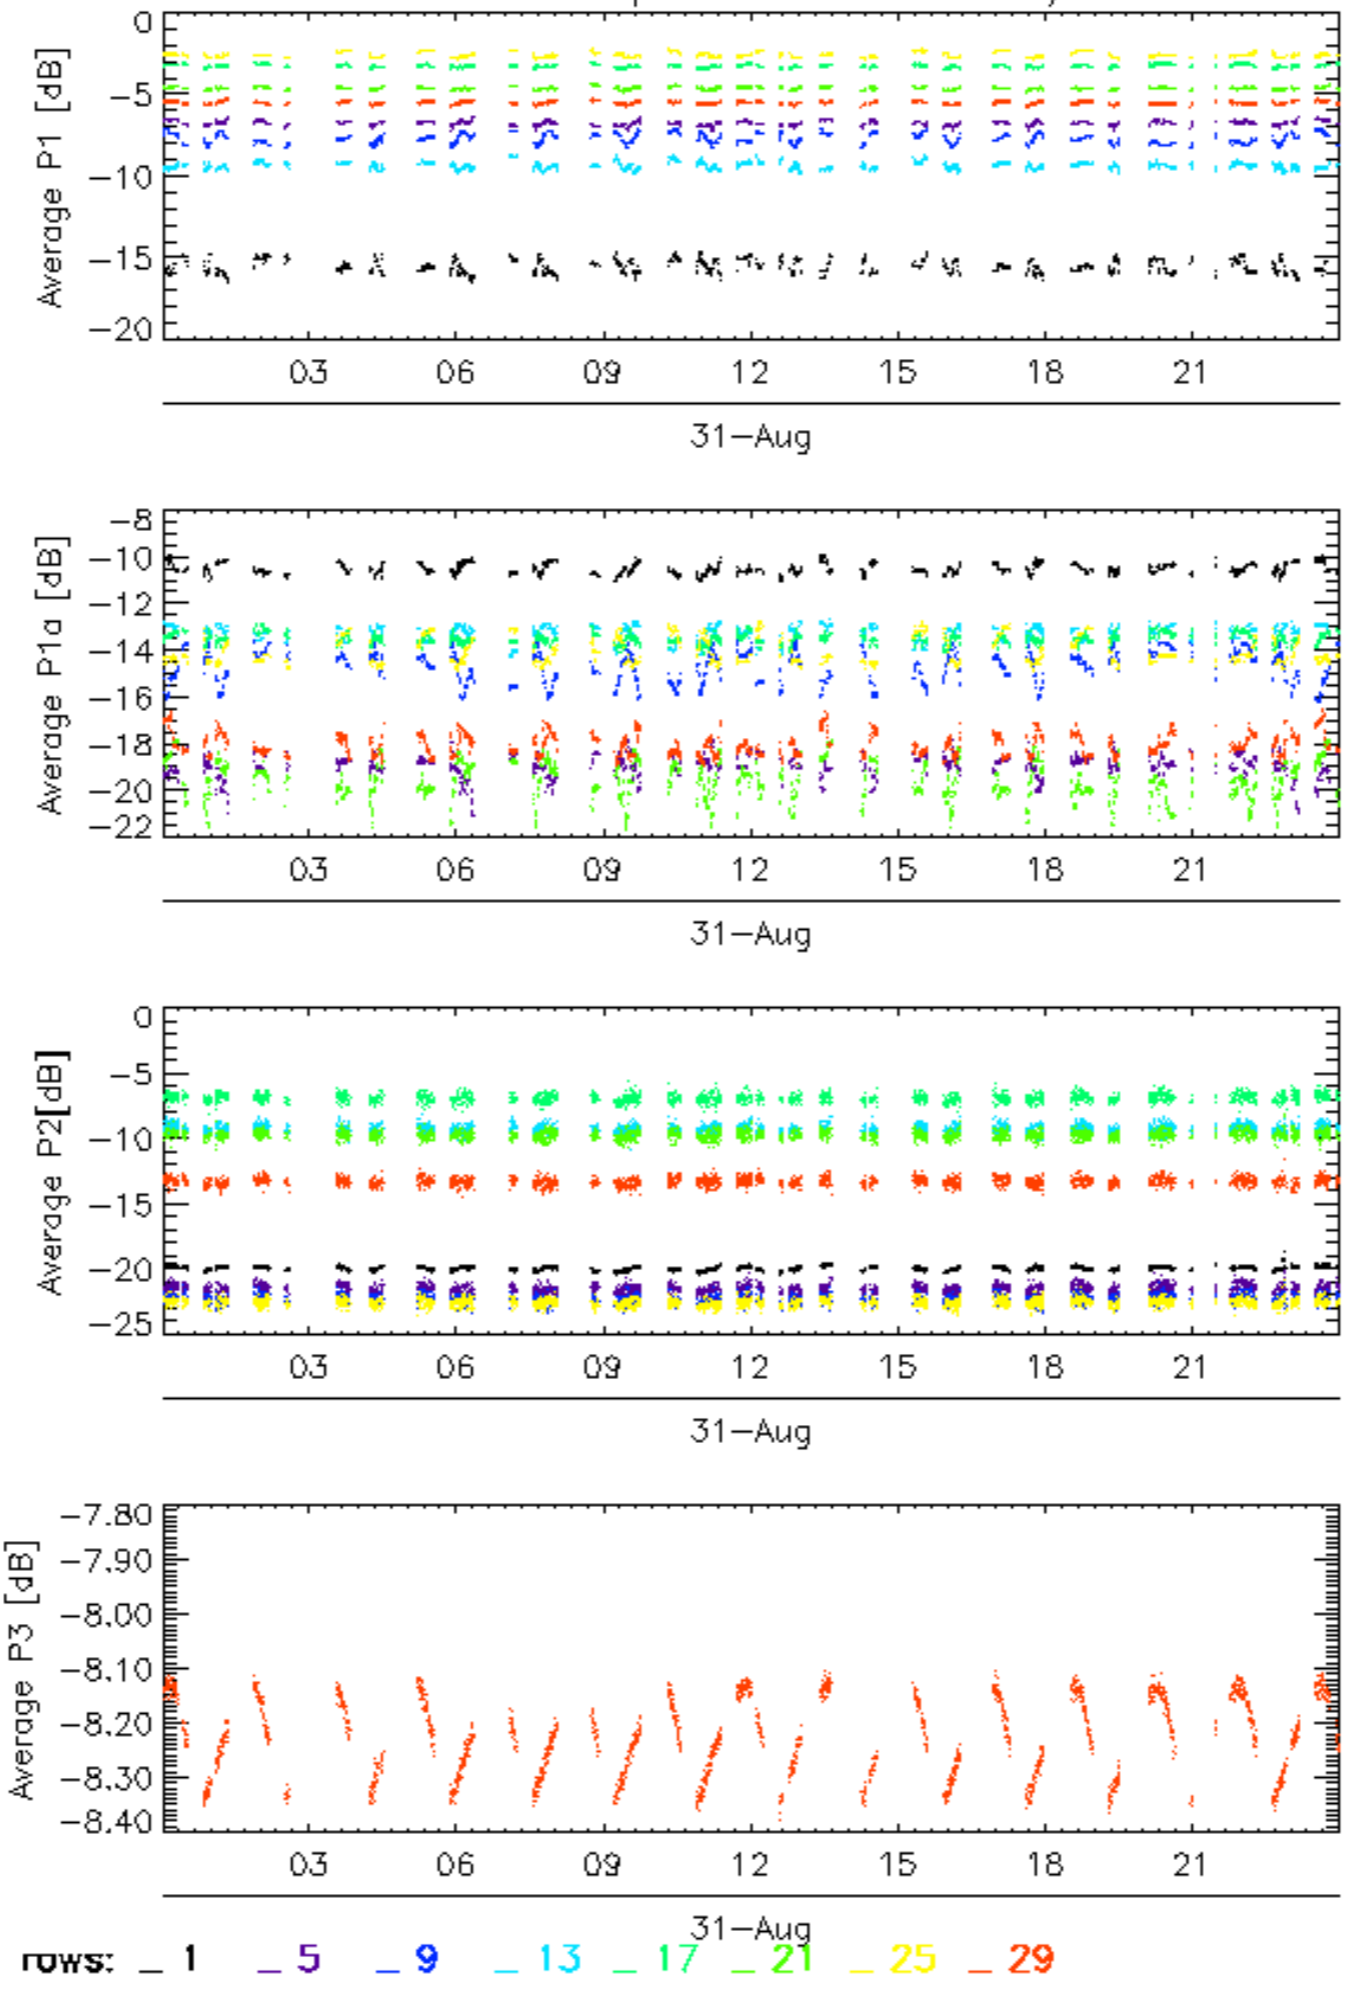 Average P1 [dB]
0
-5
-10
-15
-20
03 06 09 12 15 18 21
31-Aug
Average P1a [dB]
-8
-10
-12
-14
-16
-18
-20
-22
03 06 09 12 15 18 21
31-Aug
Average P2[dB]
0
-5
-10
-15
-20
-25
03 06 09 12 15 18 21
31-Aug
Average P3 [dB]
-7.80
-7.90
-8.00
-8.10
-8.20
-8.30
-8.40
03 06 09 12 15 18 21
31-Aug
rows: _ 1 _ 5 _ 9 _ 13 _ 17 _ 21 _ 25 _ 29